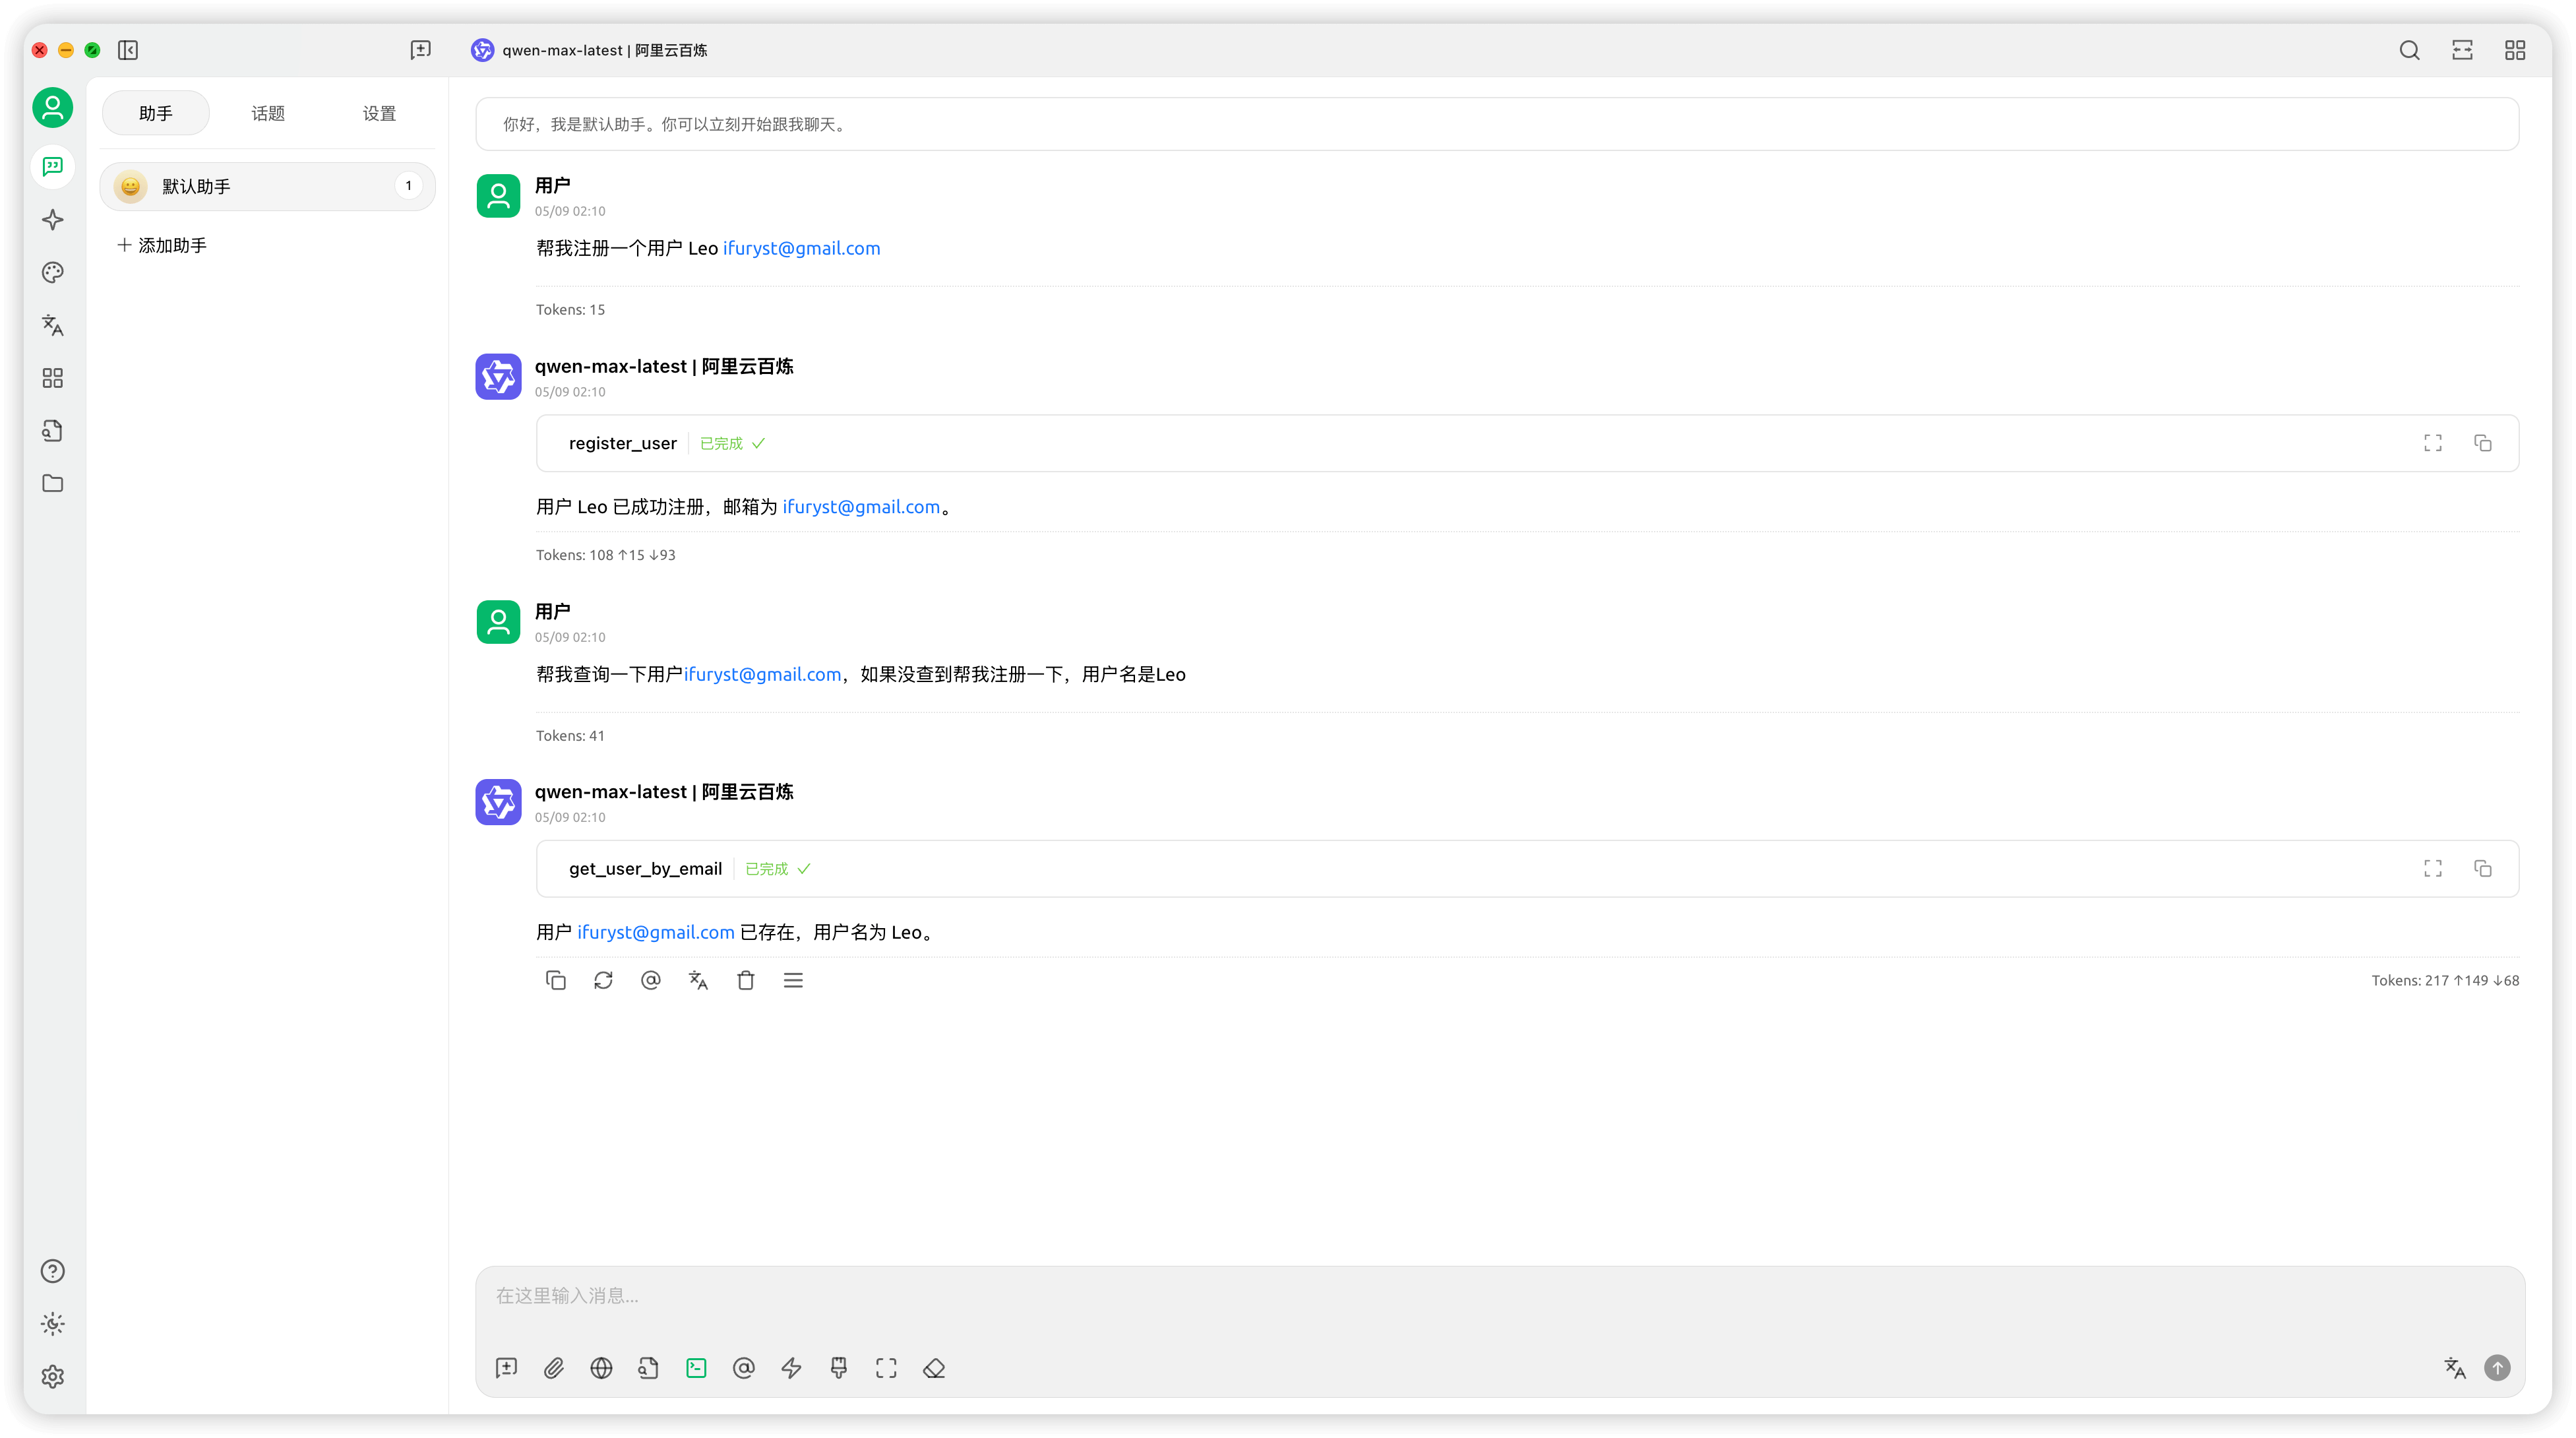 qwen-max-latest | 阿里云百炼
助手
话题
设置
默认助手
1
添加助手
你好，我是默认助手。你可以立刻开始跟我聊天。
用户
05/09 02:10
帮我注册一个用户 Leo ifuryst@gmail.com
Tokens: 15
qwen-max-latest | 阿里云百炼
05/09 02:10
register_user
已完成
用户 Leo 已成功注册，邮箱为 ifuryst@gmail.com。
Tokens: 108 ↑15 ↓93
用户
05/09 02:10
帮我查询一下用户ifuryst@gmail.com，如果没查到帮我注册一下，用户名是Leo
Tokens: 41
qwen-max-latest | 阿里云百炼
05/09 02:10
get_user_by_email
已完成
用户 ifuryst@gmail.com 已存在，用户名为 Leo。
Tokens: 217 ↑149 ↓68
在这里输入消息...